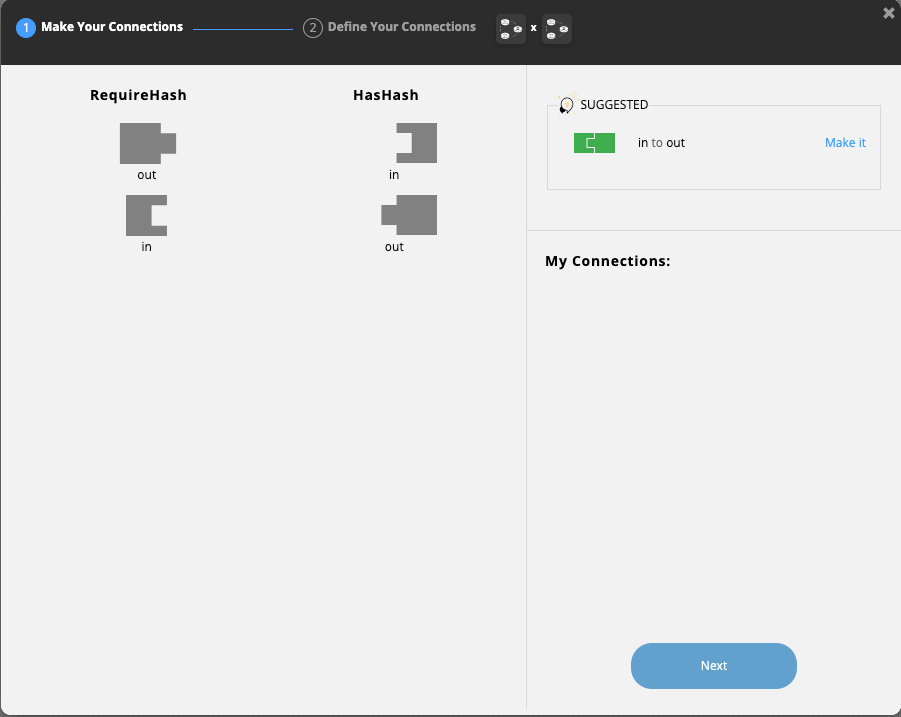 1 Make Your Connections 2 Define Your Connections x
RequireHash HasHash
out in
in out
SUGGESTED
in to out Make it
My Connections:
Next